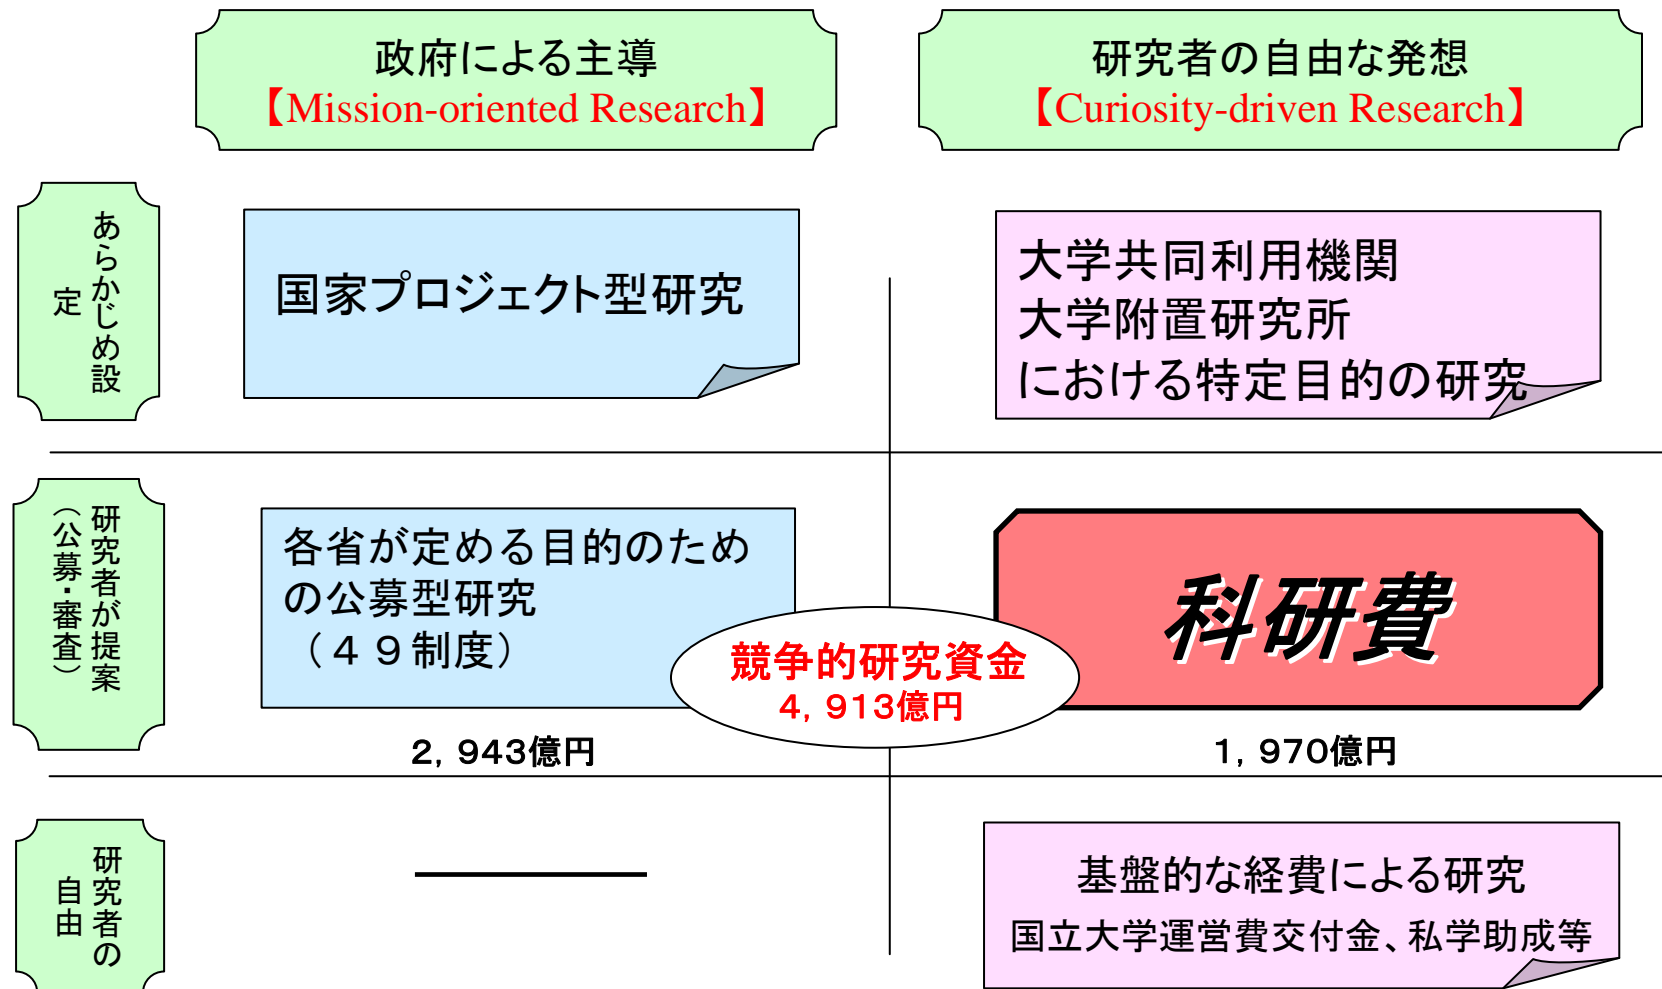 政府による主導
【Mission-oriented Research】
研究者の自由な発想
【Curiosity-driven Research】
あらかじめ設
定
国家プロジェクト型研究
大学共同利用機関
大学附置研究所
における特定目的の研究
研究者が提案
（公募・審査）
各省が定める目的のため
の公募型研究
（４９制度）
競争的研究資金
4，913億円
科研費
2，943億円
1，970億円
研究者の
自由
基盤的な経費による研究
国立大学運営費交付金、私学助成等